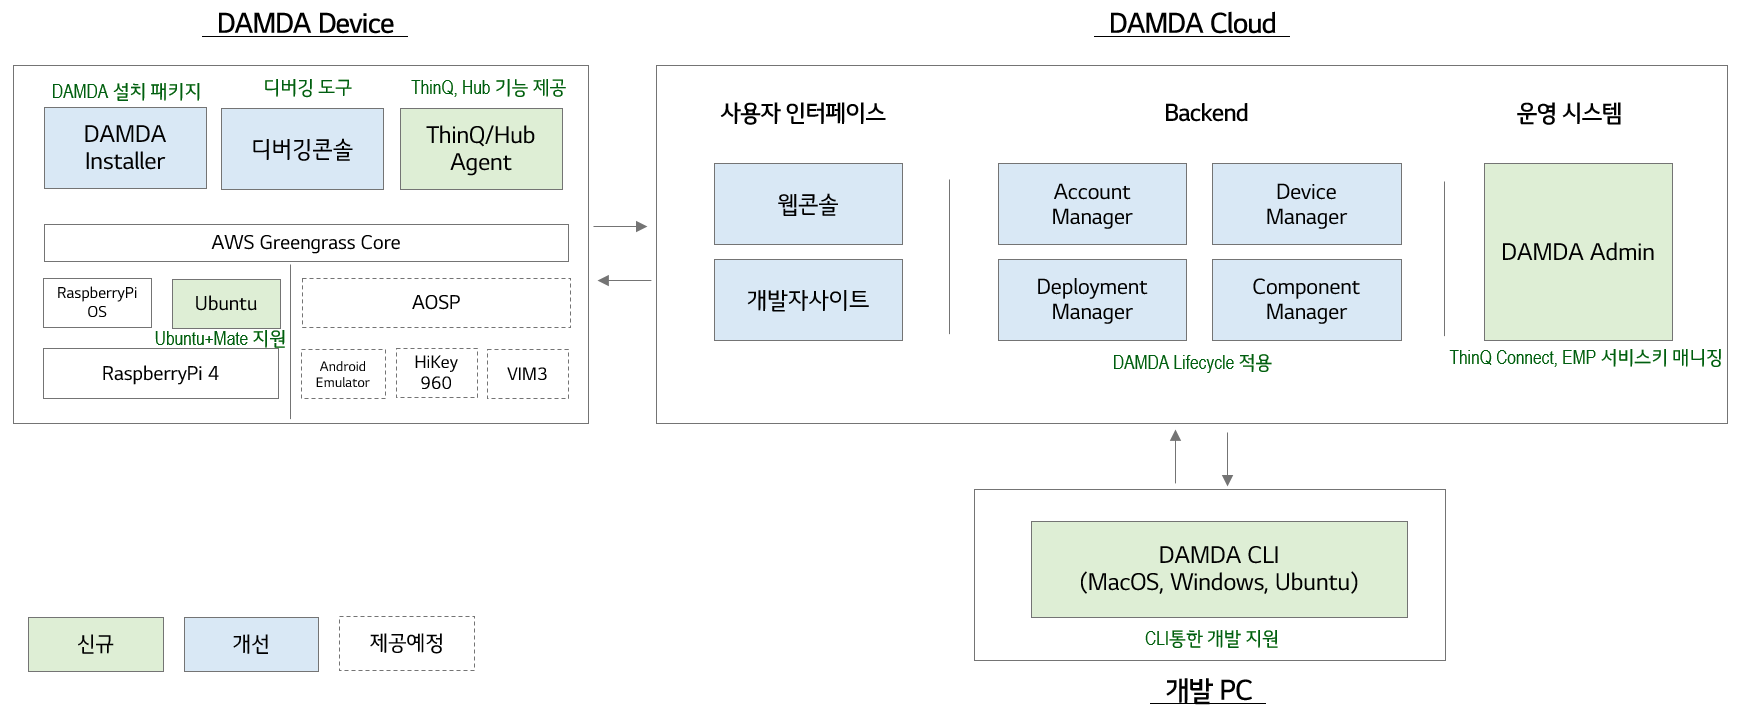 DAMDA Device
DAMDA 설치 패키지
디버깅 도구
ThinQ, Hub 기능 제공
DAMDA
Installer
디버깅콘솔
ThinQ/Hub
Agent
AWS Greengrass Core
RaspberryPi
OS
Ubuntu
Ubuntu+Mate 지원
AOSP
RaspberryPi 4
Android
Emulator
HiKey
960
VIM3
DAMDA Cloud
사용자 인터페이스
Backend
운영 시스템
웹콘솔
개발자사이트
Account
Manager
Device
Manager
Deployment
Manager
Component
Manager
DAMDA Lifecycle 적용
DAMDA Admin
ThinQ Connect, EMP 서비스키 매니징
DAMDA CLI
(MacOS, Windows, Ubuntu)
CLI통한 개발 지원
개발 PC
신규
개선
제공예정